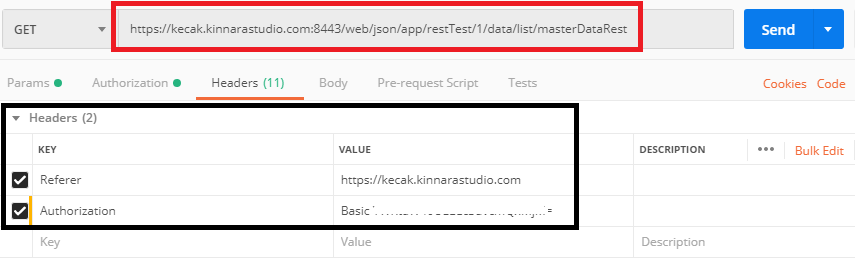 GET https://kecak.kinnarastudio.com:8443/web/json/app/restTest/1/data/list/masterDataRest Send
Params Authorization Headers (11) Body Pre-request Script Tests Cookies Code
Headers (2)
KEY VALUE DESCRIPTION ••• Bulk Edit
Referer https://kecak.kinnarastudio.com
Authorization Basic
Key Value Description